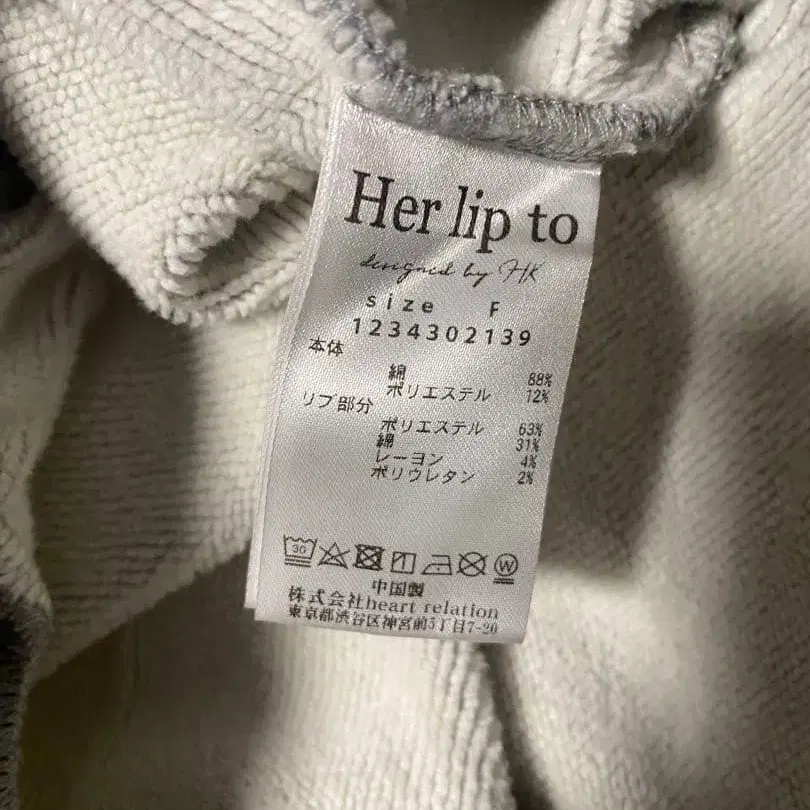 Her lip to
designed by HK
size F
1234302139
本体
綿 88%
ポリエステル 12%
リブ部分
ポリエステル 63%
綿 31%
レーヨン 4%
ポリウレタン 2%
30
W
中国製
株式会社heart relation
東京都渋谷区神宮前5丁目7-20